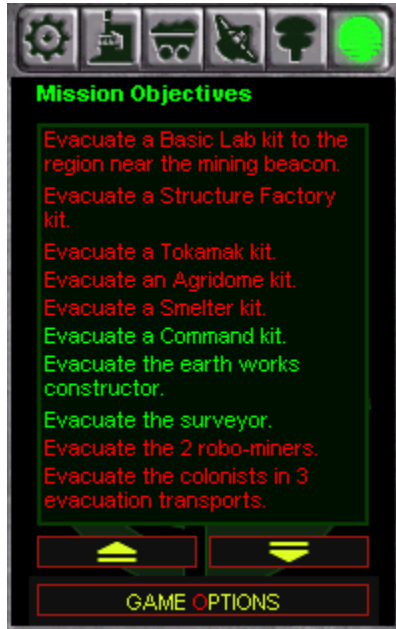 Mission Objectives
Evacuate a Basic Lab kit to the
region near the mining beacon.
Evacuate a Structure Factory
kit.
Evacuate a Tokamak kit.
Evacuate an Agridome kit.
Evacuate a Smelter kit.
Evacuate a Command kit.
Evacuate the earth works
constructor.
Evacuate the surveyor.
Evacuate the 2 robo-miners.
Evacuate the colonists in 3
evacuation transports.
GAME OPTIONS